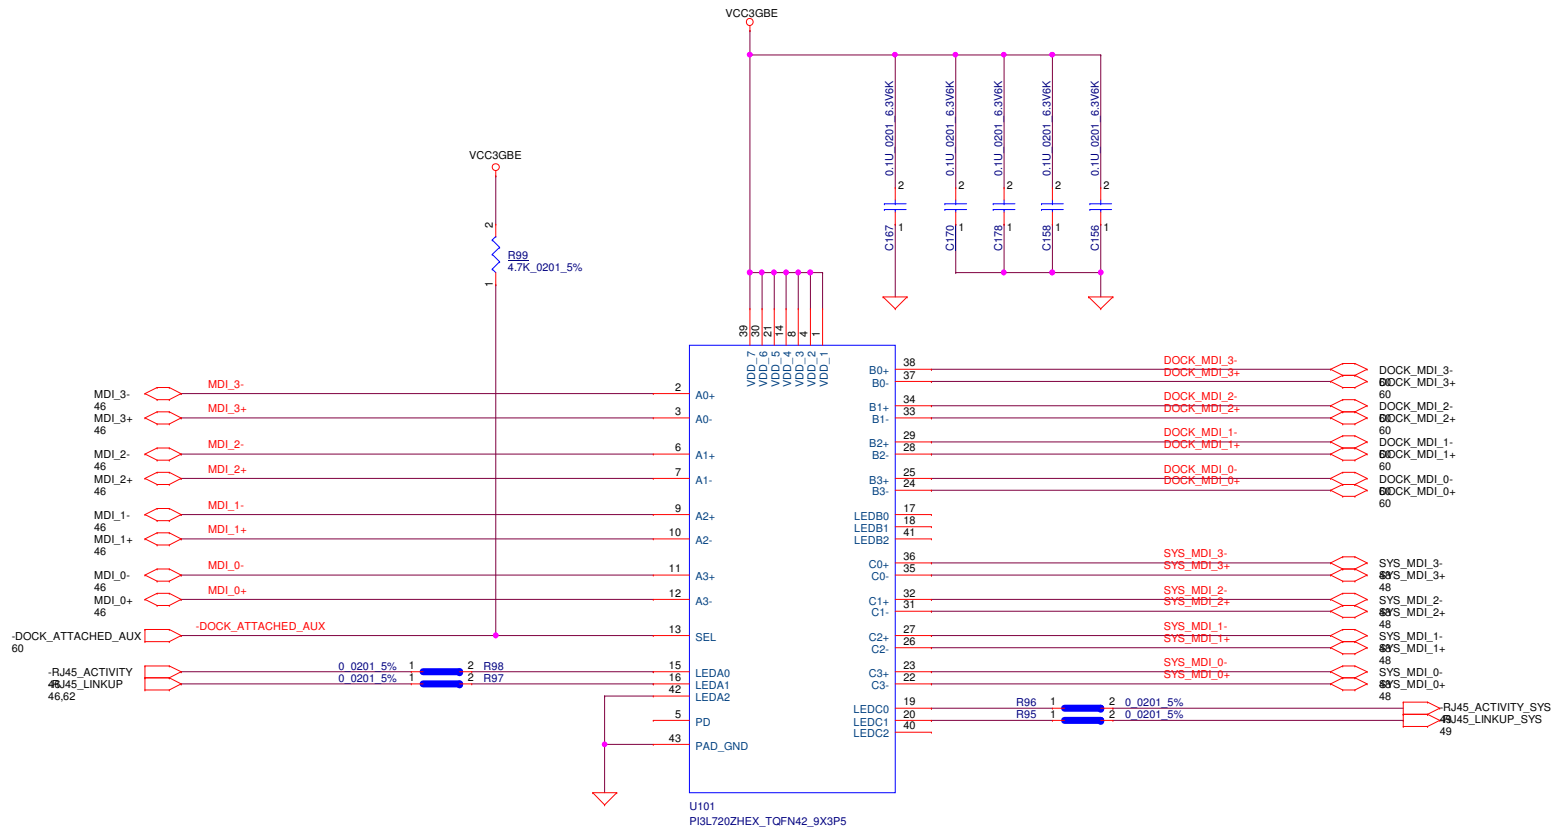 VCC3GBE
0.1U_0201_6.3V6K
0.1U_0201_6.3V6K
0.1U_0201_6.3V6K
0.1U_0201_6.3V6K
0.1U_0201_6.3V6K
2
2
2
2
2
1
1
1
1
1
C167
C170
C178
C158
C156
VCC3GBE
2
R99
4.7K_0201_5%
1
39
30
21
14
8
4
1
VDD_7
VDD_6
VDD_5
VDD_4
VDD_3
VDD_2
VDD_1
MDI_3-
46
MDI_3-
2
A0+
MDI_3+
46
MDI_3+
3
A0-
MDI_2-
46
MDI_2-
6
A1+
MDI_2+
46
MDI_2+
7
A1-
MDI_1-
46
MDI_1-
9
A2+
MDI_1+
46
MDI_1+
10
A2-
MDI_0-
46
MDI_0-
11
A3+
MDI_0+
46
MDI_0+
12
A3-
-DOCK_ATTACHED_AUX
60
-DOCK_ATTACHED_AUX
13
SEL
-RJ45_ACTIVITY
0_0201_5%
1
2
R98
15
LEDA0
-RJ45_LINKUP
46,62
0_0201_5%
1
2
R97
16
LEDA1
42
LEDA2
5
PD
43
PAD_GND
B0+
38
DOCK_MDI_3-
DOCK_MDI_3-
B0-
37
DOCK_MDI_3+
DOCK_MDI_3+
60
B1+
34
DOCK_MDI_2-
DOCK_MDI_2-
B1-
33
DOCK_MDI_2+
DOCK_MDI_2+
60
B2+
29
DOCK_MDI_1-
DOCK_MDI_1-
B2-
28
DOCK_MDI_1+
DOCK_MDI_1+
60
B3+
25
DOCK_MDI_0-
DOCK_MDI_0-
B3-
24
DOCK_MDI_0+
DOCK_MDI_0+
60
LEDB0
17
LEDB1
18
LEDB2
41
C0+
36
SYS_MDI_3-
SYS_MDI_3-
C0-
35
SYS_MDI_3+
SYS_MDI_3+
48
C1+
32
SYS_MDI_2-
SYS_MDI_2-
C1-
31
SYS_MDI_2+
SYS_MDI_2+
48
C2+
27
SYS_MDI_1-
SYS_MDI_1-
C2-
26
SYS_MDI_1+
SYS_MDI_1+
48
C3+
23
SYS_MDI_0-
SYS_MDI_0-
C3-
22
SYS_MDI_0+
SYS_MDI_0+
48
LEDC0
19
R96
1
2
0_0201_5%
-RJ45_ACTIVITY_SYS
LEDC1
20
R95
1
2
0_0201_5%
-RJ45_LINKUP_SYS
49
LEDC2
40
U101
PI3L720ZHEX_TQFN42_9X3P5